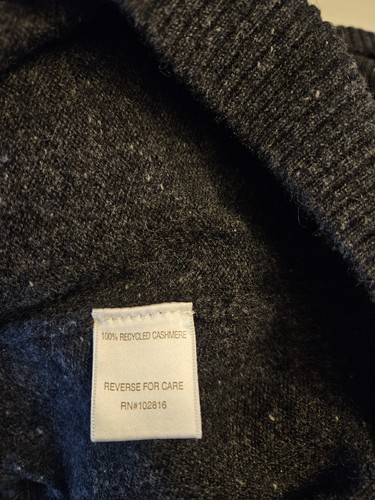 100% RECYCLED CASHMERE
REVERSE FOR CARE
RN#102816